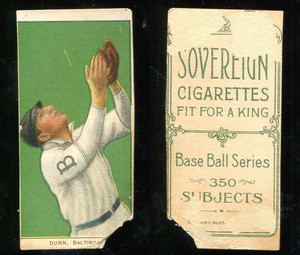 B
DUNN, BALTIMO
SOVEREIGN
CIGARETTES
FIT FOR A KING
Base Ball Series
350
SUBJECTS